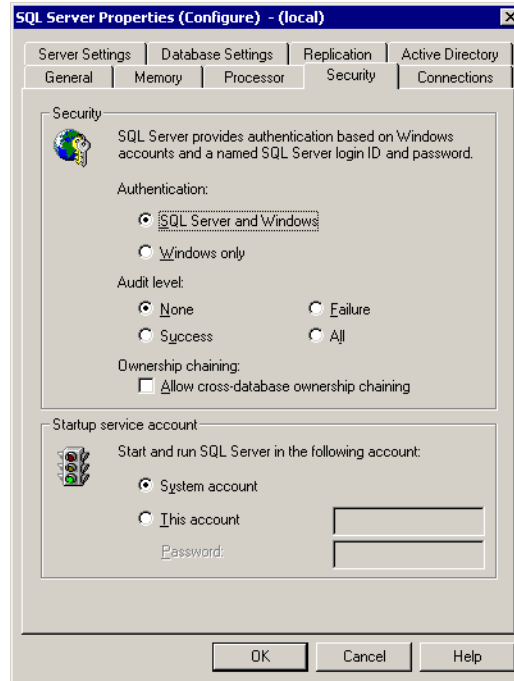 SQL Server Properties (Configure) - (local)
Server Settings Database Settings Replication Active Directory
General Memory Processor Security Connections
Security
SQL Server provides authentication based on Windows
accounts and a named SQL Server login ID and password.
Authentication:
SQL Server and Windows
Windows only
Audit level:
None Failure
Success All
Ownership chaining:
Allow cross-database ownership chaining
Startup service account
Start and run SQL Server in the following account:
System account
This account
Password:
OK Cancel Help